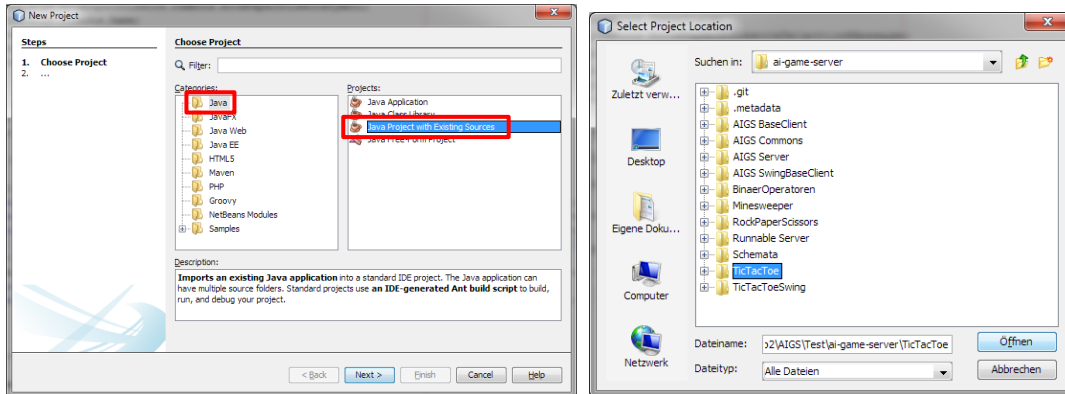 New Project
Steps
1. Choose Project
2. ...
Choose Project
Filter:
Categories:
Java
JavaFX
Java Web
Java EE
HTML5
Maven
PHP
Groovy
NetBeans Modules
Samples
Projects:
Java Application
Java Class Library
Java Project with Existing Sources
Java Free-Form Project
Description:
Imports an existing Java application into a standard IDE project. The Java application can
have multiple source folders. Standard projects use an IDE-generated Ant build script to build,
run, and debug your project.
< Back
Next >
Finish
Cancel
Help
Select Project Location
Suchen in:
ai-game-server
Zuletzt verw...
Desktop
Eigene Doku...
Computer
Netzwerk
.git
.metadata
AIGS BaseClient
AIGS Commons
AIGS Server
AIGS SwingBaseClient
BinaerOperatoren
Minesweeper
RockPaperScissors
Runnable Server
Schemata
TicTacToe
TicTacToeSwing
Dateiname:
o2\AIGS\Test\ai-game-server\TicTacToe
Öffnen
Dateityp:
Alle Dateien
Abbrechen